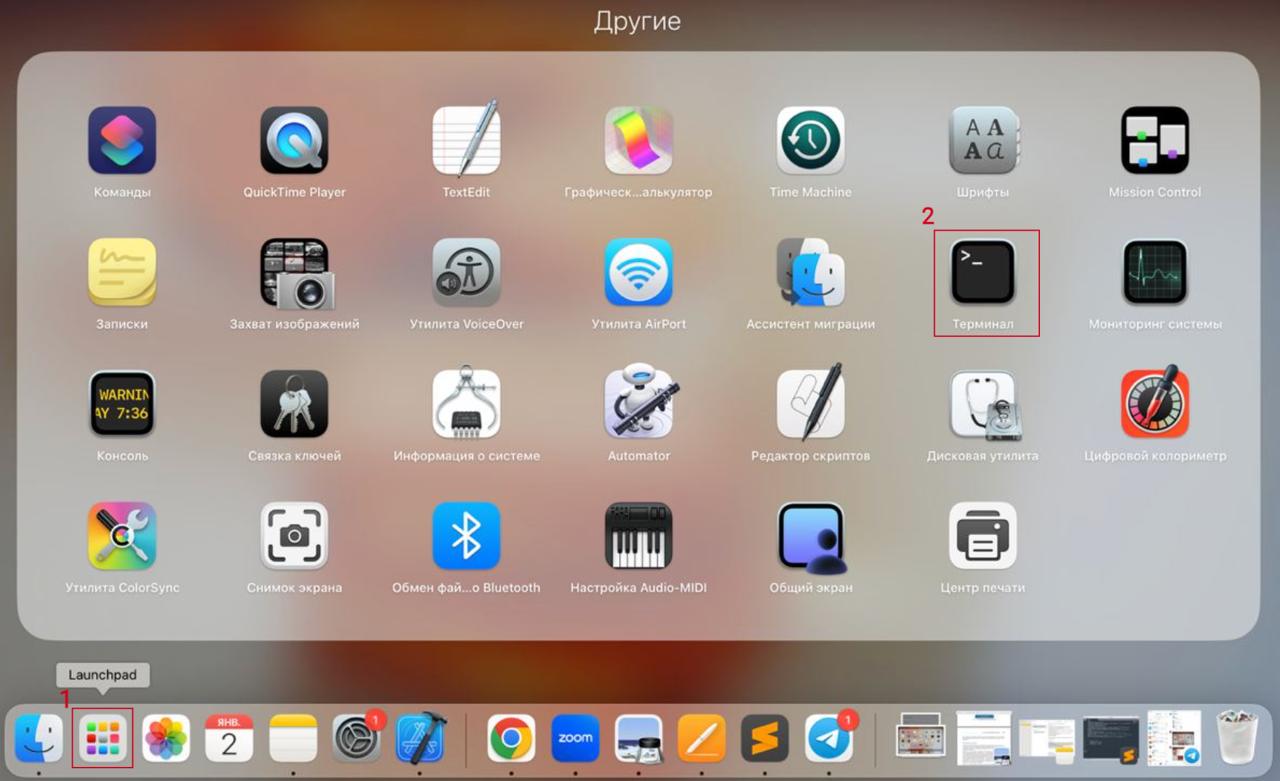 Другие
Команды
QuickTime Player
TextEdit
Графическ...алькулятор
Time Machine
Шрифты
Mission Control
2
Записки
Захват изображений
Утилита VoiceOver
Утилита AirPort
Ассистент миграции
Терминал
Мониторинг системы
Консоль
Связка ключей
Информация о системе
Automator
Редактор скриптов
Дисковая утилита
Цифровой колориметр
WARNIN
AY 7:36
Утилита ColorSync
Снимок экрана
Обмен фай...о Bluetooth
Настройка Audio-MIDI
Общий экран
Центр печати
Launchpad
1
ЯНВ.
2
1
zoom
1